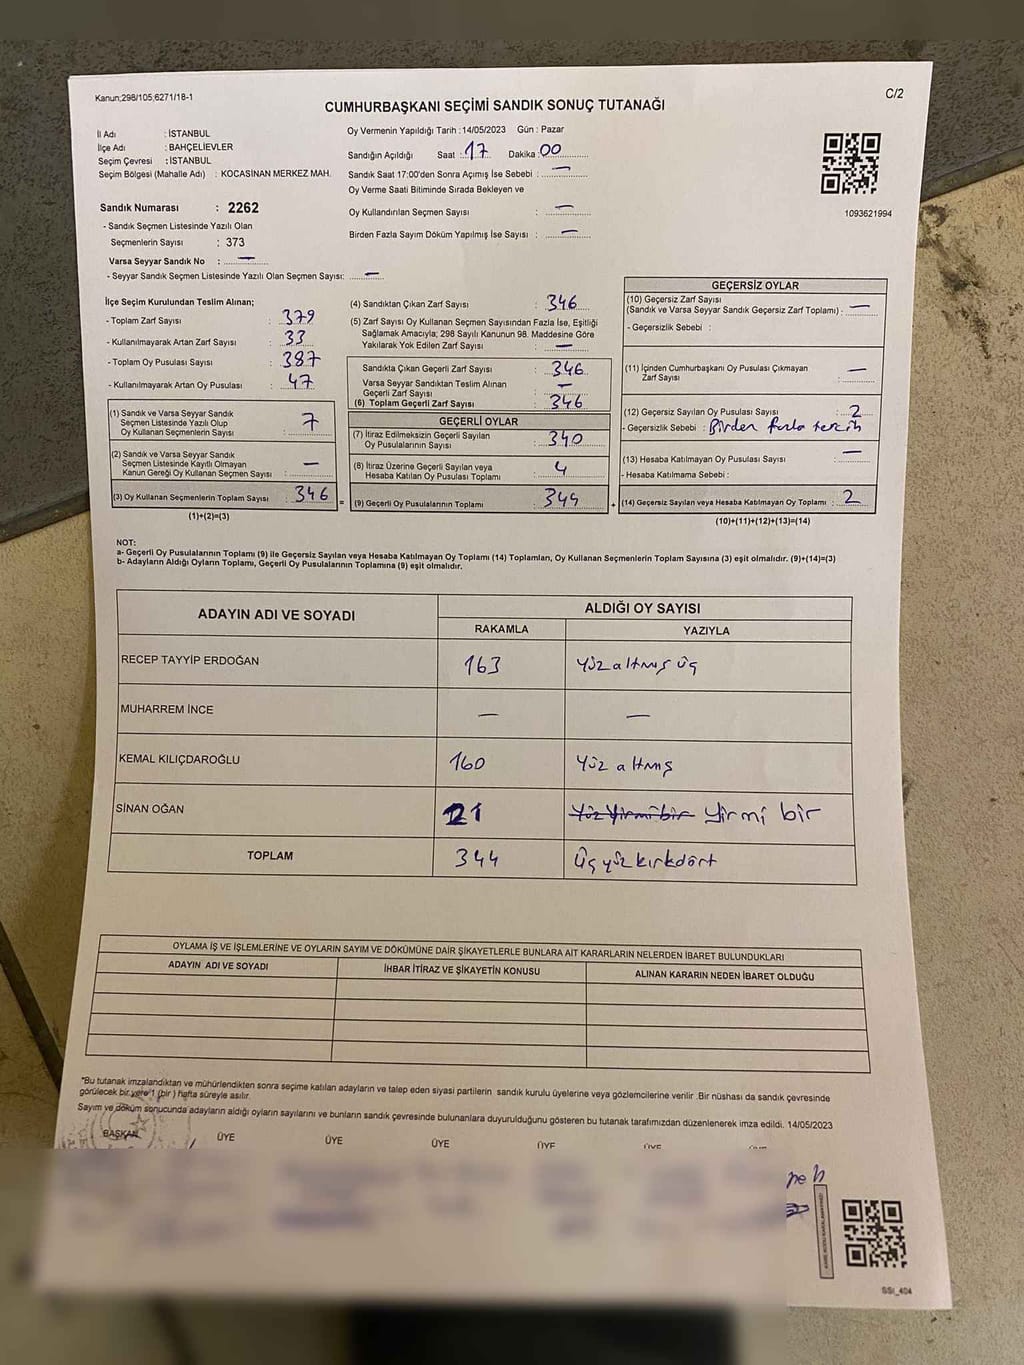 Kanun;298/105,6271/18-1
C/2
CUMHURBAŞKANI SEÇİMİ SANDIK SONUÇ TUTANAĞI
İl Adı : İSTANBUL
İlçe Adı : BAHÇELİEVLER
Seçim Çevresi : İSTANBUL
Seçim Bölgesi (Mahalle Adı) : KOCASİNAN MERKEZ MAH.
Sandık Numarası : 2262
- Sandık Seçmen Listesinde Yazılı Olan
Seçmenlerin Sayısı : 373
Varsa Seyyar Sandık No : —
- Seyyar Sandık Seçmen Listesinde Yazılı Olan Seçmen Sayısı: —
Oy Vermenin Yapıldığı Tarih : 14/05/2023 Gün : Pazar
Sandığın Açıldığı Saat : 17 Dakika : 00
Sandık Saat 17:00'den Sonra Açımış İse Sebebi : —
Oy Verme Saati Bitiminde Sırada Bekleyen ve
Oy Kullandırılan Seçmen Sayısı : —
Birden Fazla Sayım Döküm Yapılmış İse Sayısı : —
1093621994
İlçe Seçim Kurulundan Teslim Alınan;
- Toplam Zarf Sayısı : 379
- Kullanılmayarak Artan Zarf Sayısı : 33
- Toplam Oy Pusulası Sayısı : 387
- Kullanılmayarak Artan Oy Pusulası : 47
(1) Sandık ve Varsa Seyyar Sandık
Seçmen Listesinde Yazılı Olup
Oy Kullanan Seçmenlerin Sayısı : 7
(2) Sandık ve Varsa Seyyar Sandık
Seçmen Listesinde Kayıtlı Olmayan
Kanun Gereği Oy Kullanan Seçmen Sayısı : —
(3) Oy Kullanan Seçmenlerin Toplam Sayısı : 346
(1)+(2)=(3)
(4) Sandıktan Çıkan Zarf Sayısı : 346
(5) Zarf Sayısı Oy Kullanan Seçmen Sayısından Fazla İse, Eşitliği
Sağlamak Amacıyla; 298 Sayılı Kanunun 98. Maddesine Göre
Yakılarak Yok Edilen Zarf Sayısı : —
Sandıkta Çıkan Geçerli Zarf Sayısı : 346
Varsa Seyyar Sandıktan Teslim Alınan
Geçerli Zarf Sayısı : —
(6) Toplam Geçerli Zarf Sayısı : 346
GEÇERLİ OYLAR
(7) İtiraz Edilmeksizin Geçerli Sayılan
Oy Pusulalarının Sayısı : 340
(8) İtiraz Üzerine Geçerli Sayılan veya
Hesaba Katılan Oy Pusulası Toplamı : 4
= (9) Geçerli Oy Pusulalarının Toplamı : 344
GEÇERSİZ OYLAR
(10) Geçersiz Zarf Sayısı
(Sandık ve Varsa Seyyar Sandık Geçersiz Zarf Toplamı) : —
- Geçersizlik Sebebi :
(11) İçinden Cumhurbaşkanı Oy Pusulası Çıkmayan
Zarf Sayısı : —
(12) Geçersiz Sayılan Oy Pusulası Sayısı : 2
- Geçersizlik Sebebi : Birden fazla tercih
(13) Hesaba Katılmayan Oy Pusulası Sayısı : —
- Hesaba Katılmama Sebebi :
+ (14) Geçersiz Sayılan veya Hesaba Katılmayan Oy Toplamı : 2
(10)+(11)+(12)+(13)=(14)
NOT:
a- Geçerli Oy Pusulalarının Toplamı (9) ile Geçersiz Sayılan veya Hesaba Katılmayan Oy Toplamı (14) Toplamları, Oy Kullanan Seçmenlerin Toplam Sayısına (3) eşit olmalıdır. (9)+(14)=(3)
b- Adayların Aldığı Oyların Toplamı, Geçerli Oy Pusulalarının Toplamına (9) eşit olmalıdır.
ADAYIN ADI VE SOYADI ALDIĞI OY SAYISI
RAKAMLA YAZIYLA
RECEP TAYYİP ERDOĞAN 163 Yüz altmış üç
MUHARREM İNCE — —
KEMAL KILIÇDAROĞLU 160 Yüz altmış
SİNAN OĞAN 21 Yüz yirmi bir Yirmi bir
TOPLAM 344 Üç yüz kırkdört
OYLAMA İŞ VE İŞLEMLERİNE VE OYLARIN SAYIM VE DÖKÜMÜNE DAİR ŞİKAYETLERLE BUNLARA AİT KARARLARIN NELERDEN İBARET BULUNDUKLARI
ADAYIN ADI VE SOYADI İHBAR İTİRAZ VE ŞİKAYETİN KONUSU ALINAN KARARIN NEDEN İBARET OLDUĞU
"Bu tutanak imzalandıktan ve mühürlendikten sonra seçime katılan adayların ve talep eden siyasi partilerin sandık kurulu üyelerine veya gözlemcilerine verilir .Bir nüshası da sandık çevresinde
görülecek bir yere 1 (bir ) hafta süreyle asılır.
Sayım ve döküm sonucunda adayların aldığı oyların sayılarını ve bunların sandık çevresinde bulunanlara duyurulduğunu gösteren bu tutanak tarafımızdan düzenlenerek imza edildi. 14/05/2023
BAŞKAN ÜYE ÜYE ÜYE ÜYE ÜYE ÜYE
SSİ_404